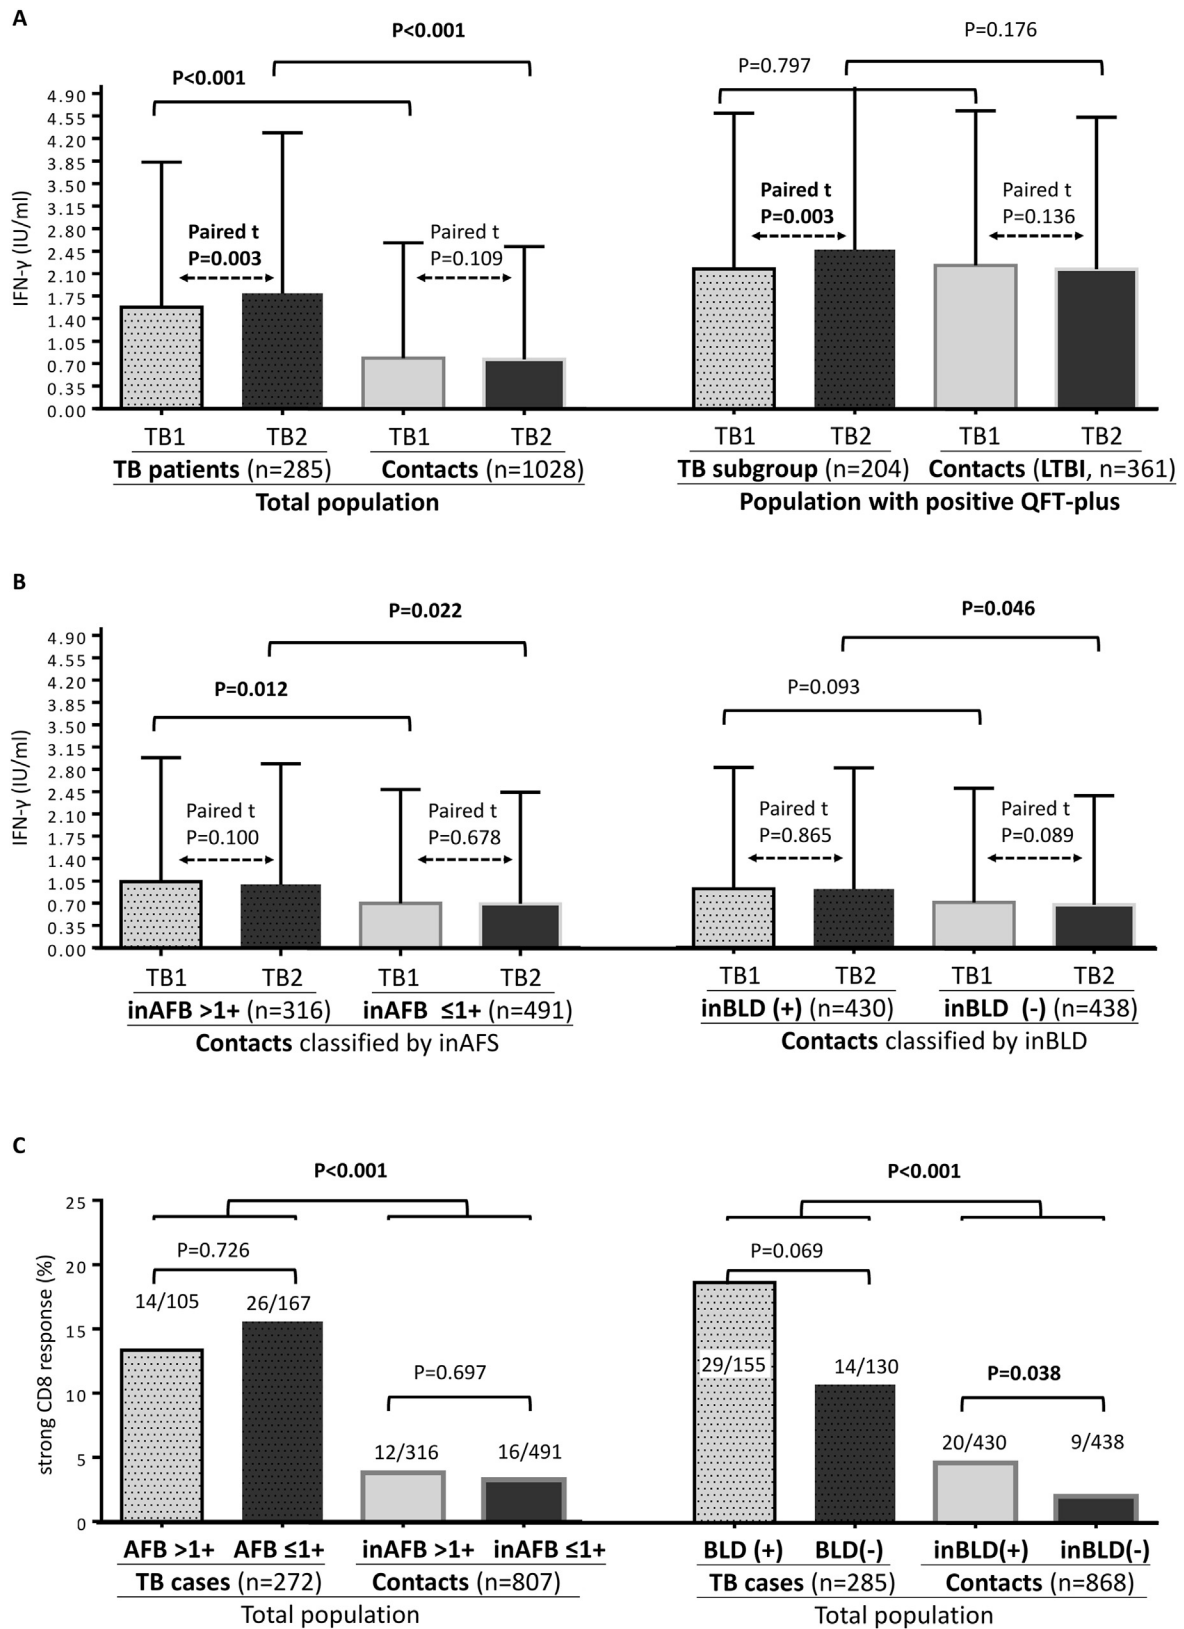 A
P<0.001
P=0.176
P<0.001
P=0.797
IFN-γ (IU/ml)
4.90
4.55
4.20
3.85
3.50
3.15
2.80
2.45
2.10
1.75
1.40
1.05
0.70
0.35
0.00
Paired t
P=0.003
Paired t
P=0.109
Paired t
P=0.003
Paired t
P=0.136
TB1 TB2 TB1 TB2 TB1 TB2 TB1 TB2
TB patients (n=285) Contacts (n=1028) TB subgroup (n=204) Contacts (LTBI, n=361)
Total population Population with positive QFT-plus
B
P=0.022
P=0.046
P=0.012
P=0.093
IFN-γ (IU/ml)
4.90
4.55
4.20
3.85
3.50
3.15
2.80
2.45
2.10
1.75
1.40
1.05
0.70
0.35
0.00
Paired t
P=0.100
Paired t
P=0.678
Paired t
P=0.865
Paired t
P=0.089
TB1 TB2 TB1 TB2 TB1 TB2 TB1 TB2
inAFB >1+ (n=316) inAFB ≤1+ (n=491) inBLD (+) (n=430) inBLD (-) (n=438)
Contacts classified by inAFS Contacts classified by inBLD
C
P<0.001 P<0.001
strong CD8 response (%)
25
20
15
10
5
0
P=0.726
14/105 26/167
P=0.697
12/316 16/491
P=0.069
29/155 14/130
P=0.038
20/430 9/438
AFB >1+ AFB ≤1+ inAFB >1+ inAFB ≤1+ BLD (+) BLD(-) inBLD(+) inBLD(-)
TB cases (n=272) Contacts (n=807) TB cases (n=285) Contacts (n=868)
Total population Total population